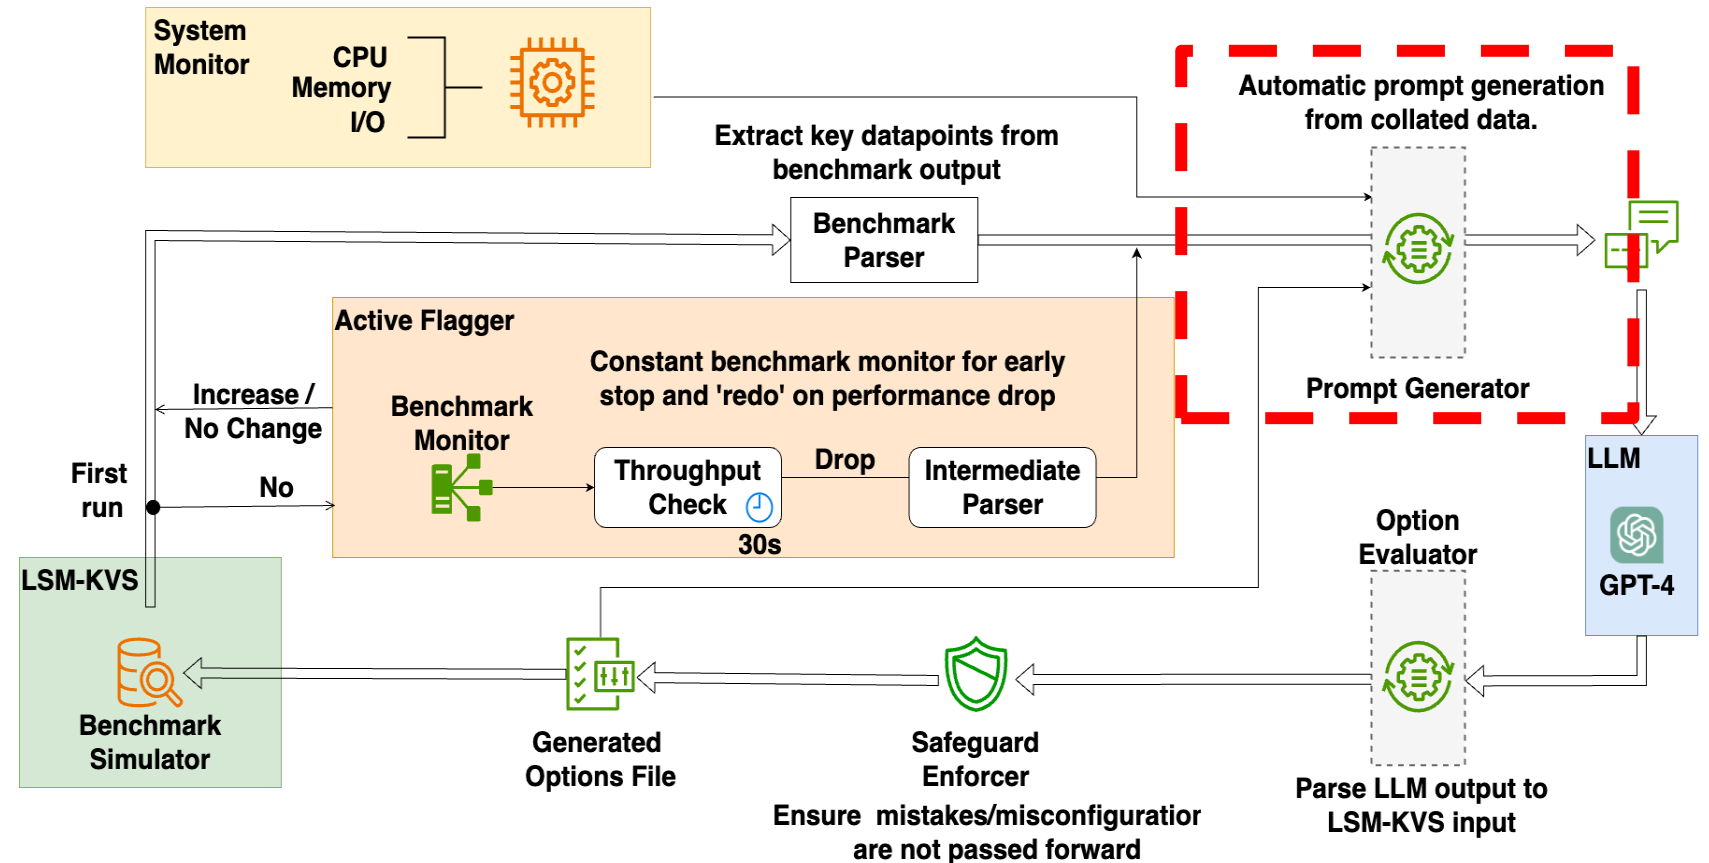 System
Monitor
CPU
Memory
I/O
Automatic prompt generation
from collated data.
Extract key datapoints from
benchmark output
Benchmark
Parser
Prompt Generator
Active Flagger
Constant benchmark monitor for early
stop and 'redo' on performance drop
Increase /
No Change
Benchmark
Monitor
Throughput
Check
30s
Drop
Intermediate
Parser
First
run
No
LLM
GPT-4
Option
Evaluator
LSM-KVS
Benchmark
Simulator
Generated
Options File
Safeguard
Enforcer
Ensure mistakes/misconfiguration
are not passed forward
Parse LLM output to
LSM-KVS input